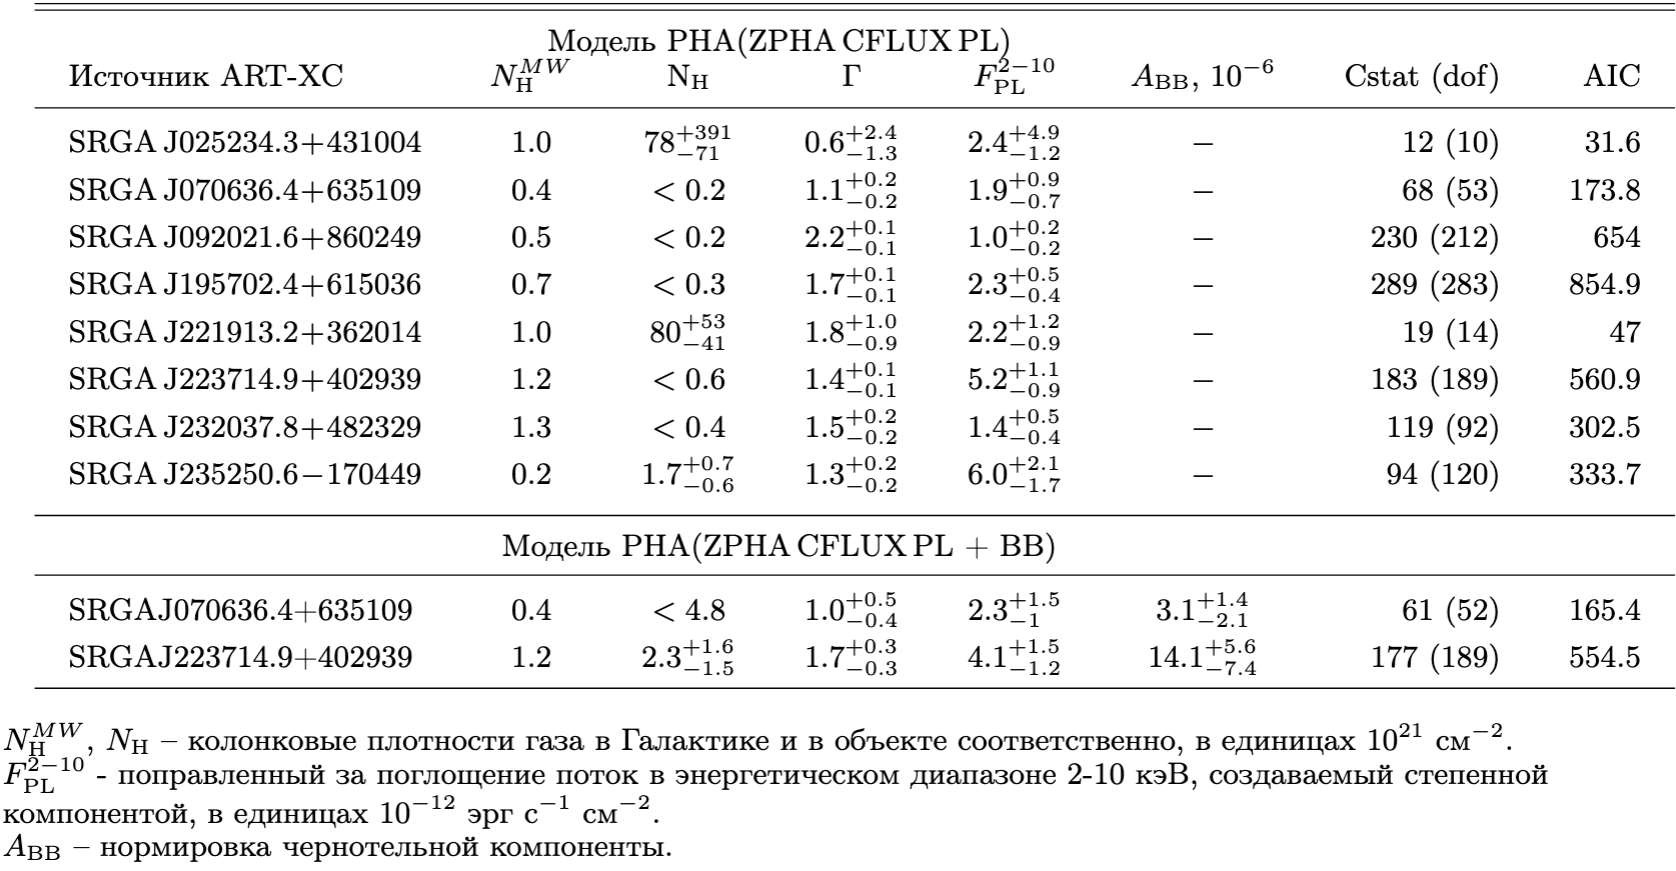 Модель PHA(ZPHA CFLUX PL)
Источник ART-XC N_H^{MW} N_H Γ F_{PL}^{2−10} A_{BB}, 10^{−6} Cstat (dof) AIC
SRGA J025234.3+431004 1.0 78^{+391}_{−71} 0.6^{+2.4}_{−1.3} 2.4^{+4.9}_{−1.2} − 12 (10) 31.6
SRGA J070636.4+635109 0.4 < 0.2 1.1^{+0.2}_{−0.2} 1.9^{+0.9}_{−0.7} − 68 (53) 173.8
SRGA J092021.6+860249 0.5 < 0.2 2.2^{+0.1}_{−0.1} 1.0^{+0.2}_{−0.2} − 230 (212) 654
SRGA J195702.4+615036 0.7 < 0.3 1.7^{+0.1}_{−0.1} 2.3^{+0.5}_{−0.4} − 289 (283) 854.9
SRGA J221913.2+362014 1.0 80^{+53}_{−41} 1.8^{+1.0}_{−0.9} 2.2^{+1.2}_{−0.9} − 19 (14) 47
SRGA J223714.9+402939 1.2 < 0.6 1.4^{+0.1}_{−0.1} 5.2^{+1.1}_{−0.9} − 183 (189) 560.9
SRGA J232037.8+482329 1.3 < 0.4 1.5^{+0.2}_{−0.2} 1.4^{+0.5}_{−0.4} − 119 (92) 302.5
SRGA J235250.6−170449 0.2 1.7^{+0.7}_{−0.6} 1.3^{+0.2}_{−0.2} 6.0^{+2.1}_{−1.7} − 94 (120) 333.7
Модель PHA(ZPHA CFLUX PL + BB)
SRGAJ070636.4+635109 0.4 < 4.8 1.0^{+0.5}_{−0.4} 2.3^{+1.5}_{−1} 3.1^{+1.4}_{−2.1} 61 (52) 165.4
SRGAJ223714.9+402939 1.2 2.3^{+1.6}_{−1.5} 1.7^{+0.3}_{−0.3} 4.1^{+1.5}_{−1.2} 14.1^{+5.6}_{−7.4} 177 (189) 554.5
N_H^{MW}, N_H – колонковые плотности газа в Галактике и в объекте соответственно, в единицах 10^{21} см^{−2}.
F_{PL}^{2−10} - поправленный за поглощение поток в энергетическом диапазоне 2-10 кэВ, создаваемый степенной
компонентой, в единицах 10^{−12} эрг с^{−1} см^{−2}.
A_{BB} – нормировка чернотельной компоненты.